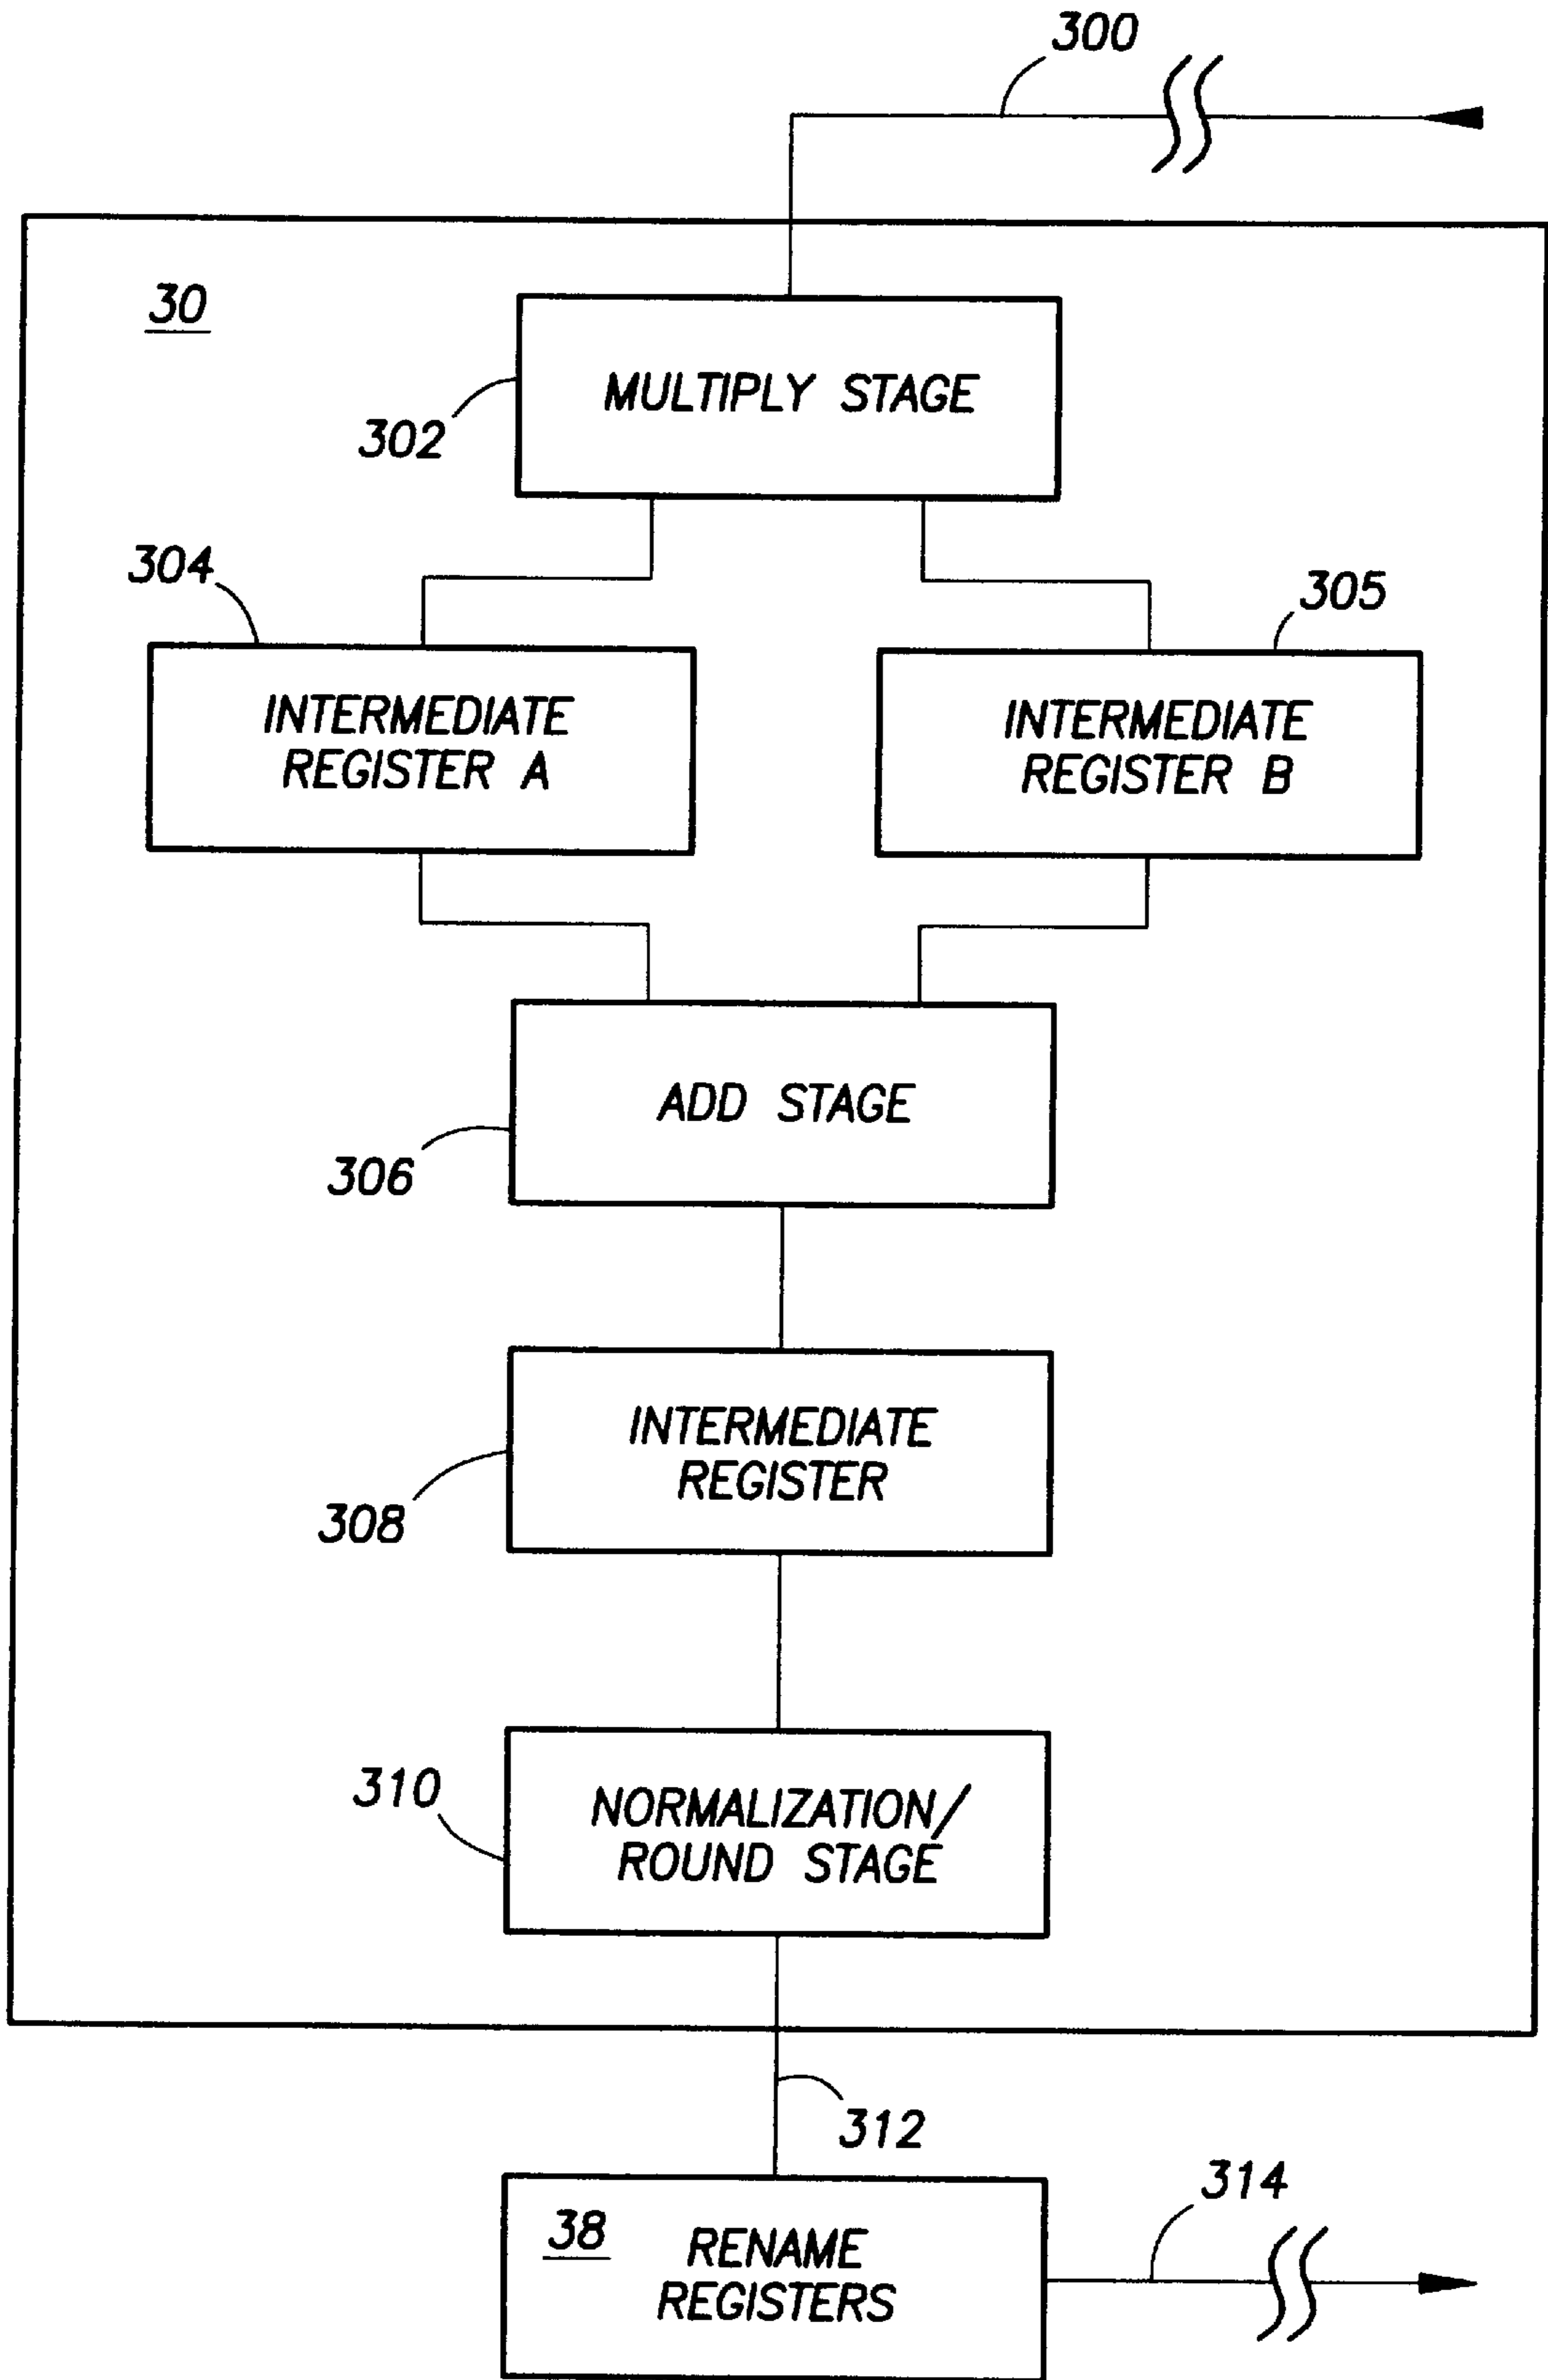 300
30
MULTIPLY STAGE
302
304
305
INTERMEDIATE
REGISTER A
INTERMEDIATE
REGISTER B
ADD STAGE
306
INTERMEDIATE
REGISTER
308
310
NORMALIZATION/
ROUND STAGE
312
314
38
RENAME
REGISTERS